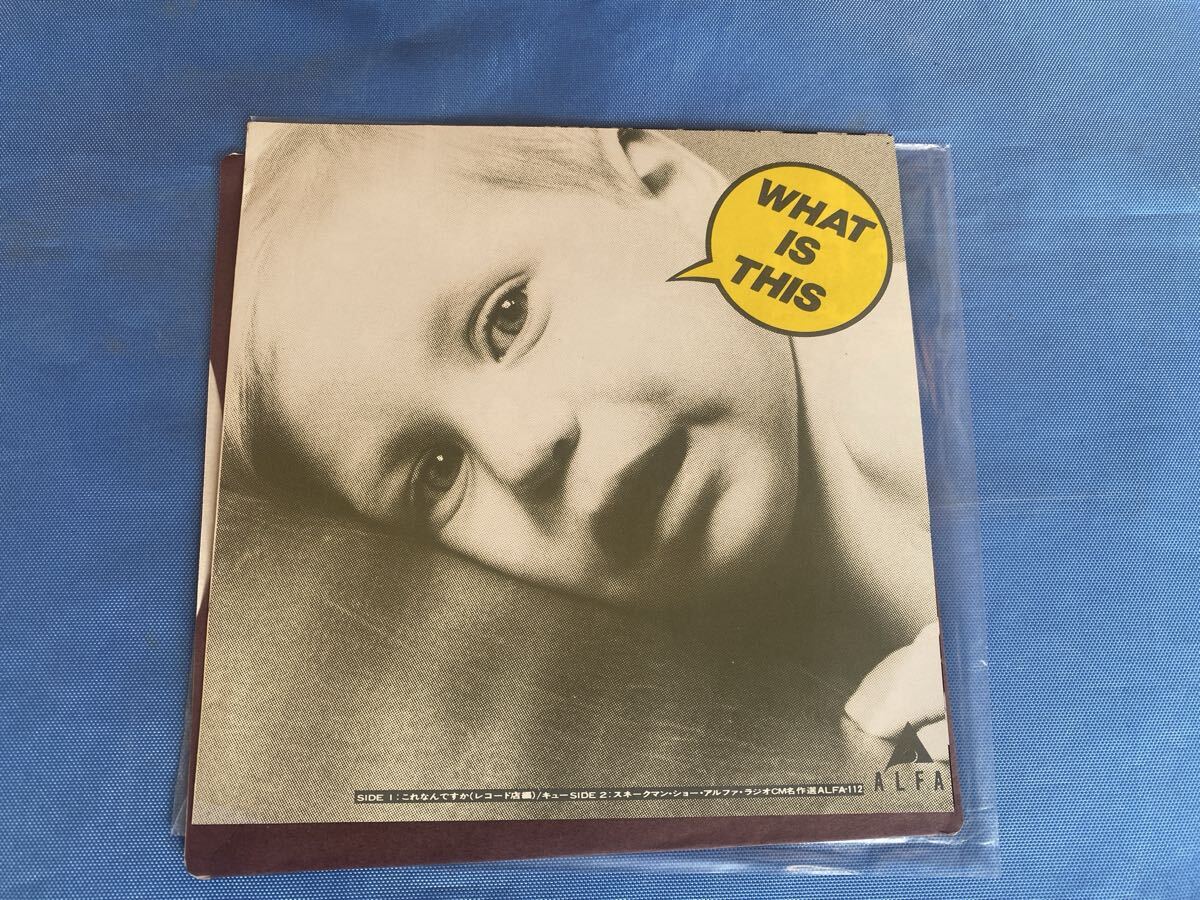 WHAT
IS
THIS
SIDE 1:これなんですか(レコード店編)/キュー SIDE 2:スネークマン・ショー・アルファ・ラジオCM名作選 ALFA-112
ALFA